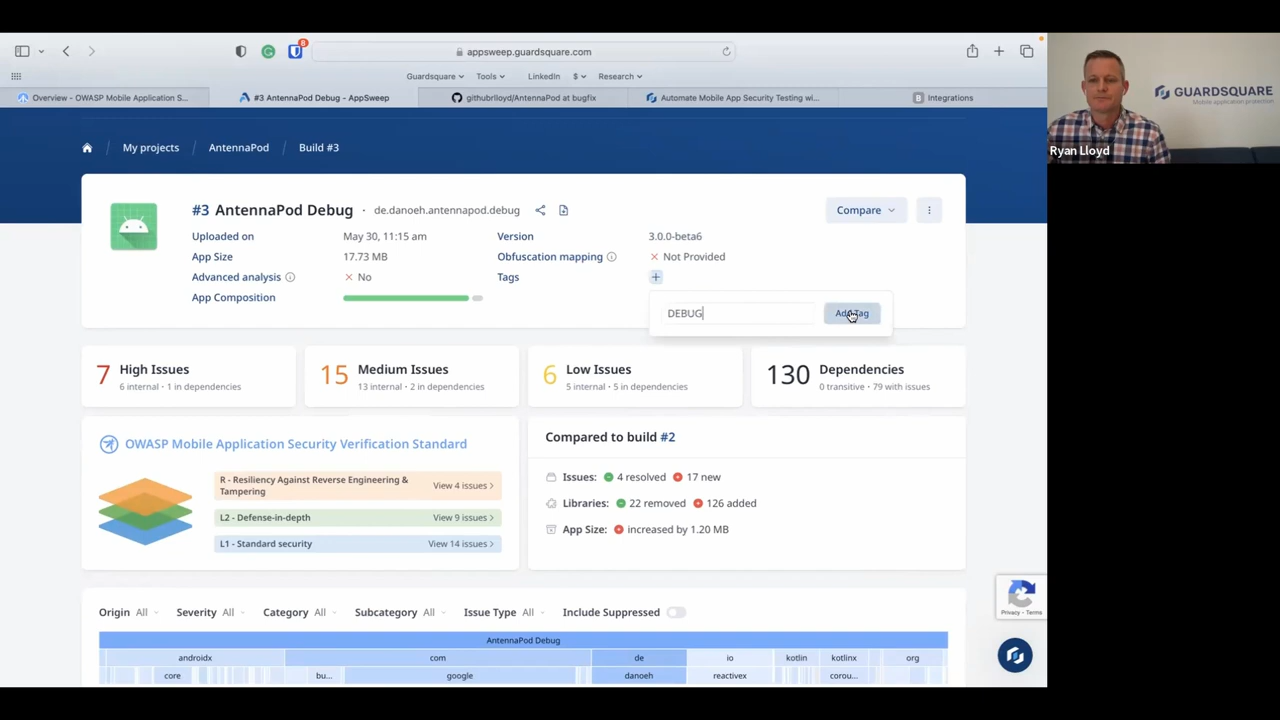 8
appsweep.guardsquare.com
Guardsquare Tools LinkedIn $ Research
Overview - OWASP Mobile Application S...
#3 AntennaPod Debug - AppSweep
githubrlloyd/AntennaPod at bugfix
Automate Mobile App Security Testing wi...
B Integrations
GUARDSQUARE
Mobile application protection
Ryan Lloyd
My projects / AntennaPod / Build #3
#3 AntennaPod Debug · de.danoeh.antennapod.debug
Compare
Uploaded on May 30, 11:15 am
Version 3.0.0-beta6
App Size 17.73 MB
Obfuscation mapping Not Provided
Advanced analysis No
Tags +
App Composition
DEBUG
Add Tag
7 High Issues
6 internal • 1 in dependencies
15 Medium Issues
13 internal • 2 in dependencies
6 Low Issues
5 internal • 5 in dependencies
130 Dependencies
0 transitive • 79 with issues
OWASP Mobile Application Security Verification Standard
R - Resiliency Against Reverse Engineering &
Tampering
View 4 issues >
L2 - Defense-in-depth View 9 issues >
L1 - Standard security View 14 issues >
Compared to build #2
Issues: 4 resolved 17 new
Libraries: 22 removed 126 added
App Size: increased by 1.20 MB
Privacy - Terms
Origin All Severity All Category All Subcategory All Issue Type All Include Suppressed
AntennaPod Debug
androidx com de io kotlin kotlinx org
core bu... google danoeh reactivex corou...